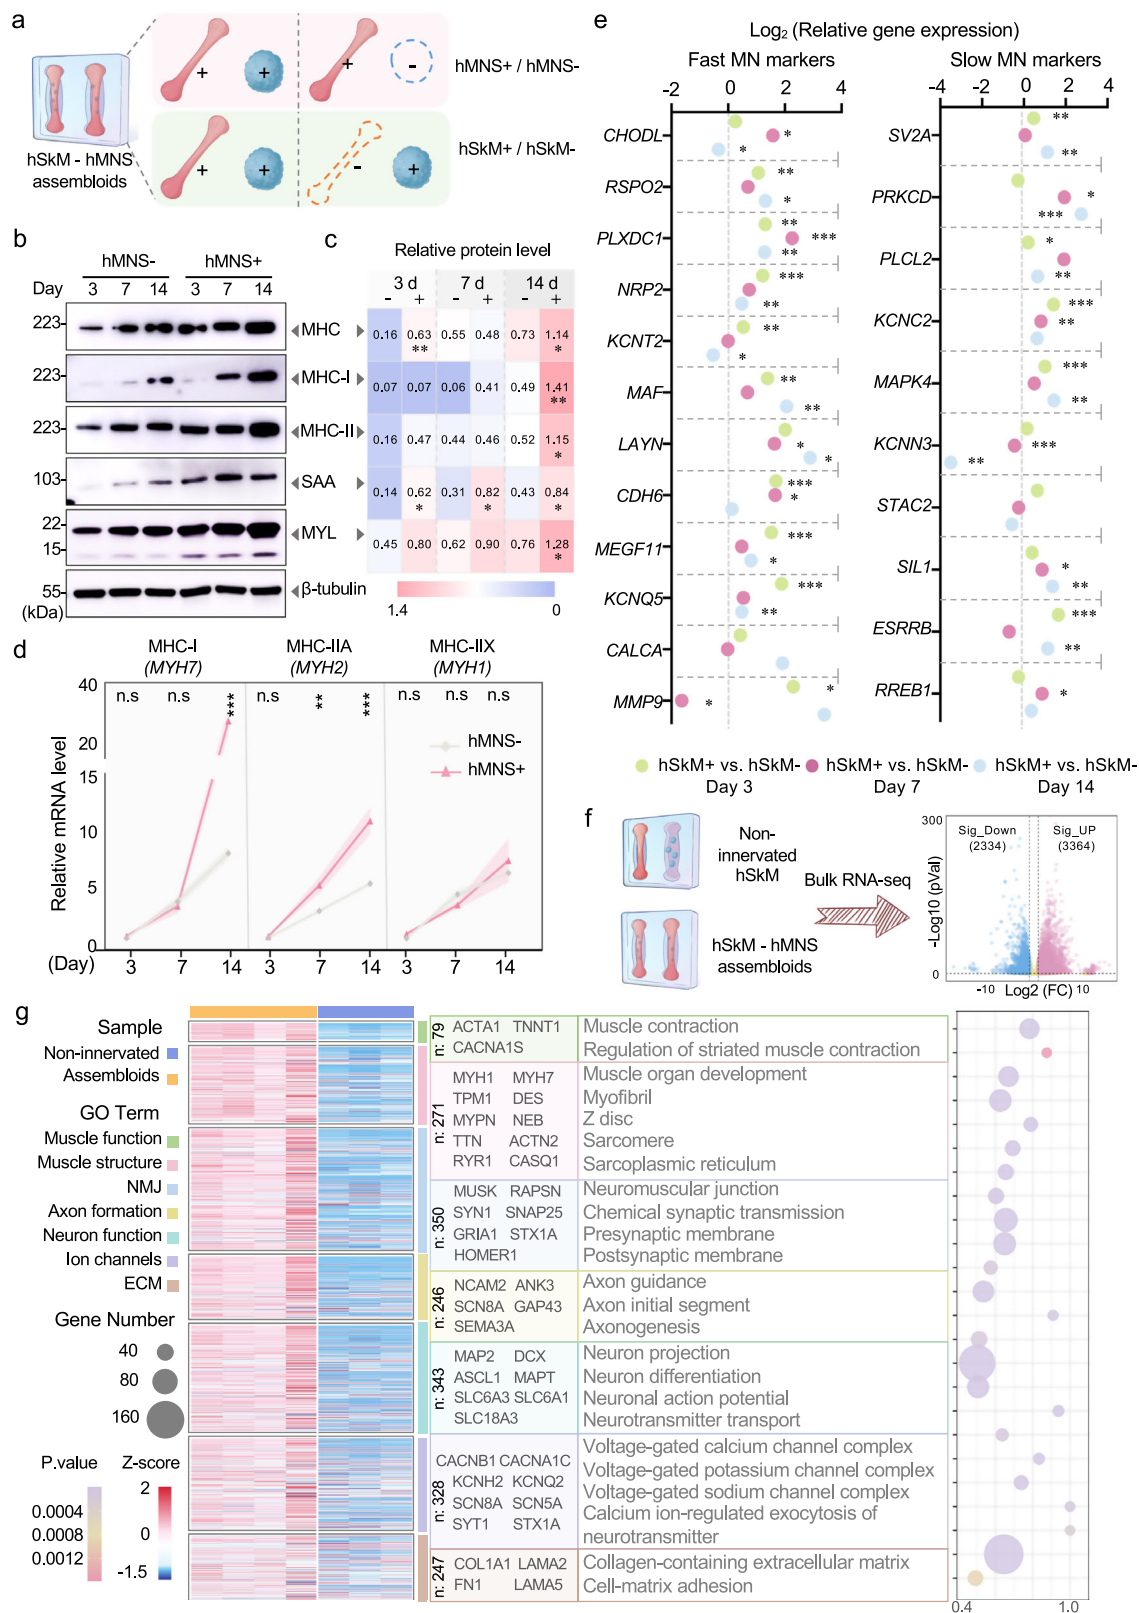 a
+
+
+
-
hMNS+ / hMNS-
+
+
-
+
hSkM+ / hSkM-
hSkM - hMNS
assembloids
b
hMNS- hMNS+
Day 3 7 14 3 7 14
223 MHC
223 MHC-I
223 MHC-II
103 SAA
22 MYL
15
55 β-tubulin
(kDa)
c
Relative protein level
3 d 7 d 14 d
- + - + - +
0.16 0.63 0.55 0.48 0.73 1.14
** *
0.07 0.07 0.06 0.41 0.49 1.41
**
0.16 0.47 0.44 0.46 0.52 1.15
*
0.14 0.62 0.31 0.82 0.43 0.84
* * *
0.45 0.80 0.62 0.90 0.76 1.28
*
1.4 0
d
MHC-I MHC-IIA MHC-IIX
(MYH7) (MYH2) (MYH1)
Relative mRNA level
40
20
15
10
5
0
n.s n.s *** n.s ** *** n.s n.s n.s
hMNS-
hMNS+
(Day) 3 7 14 3 7 14 3 7 14
e
Log2 (Relative gene expression)
Fast MN markers
-2 0 2 4
CHODL * *
RSPO2 ** *
PLXDC1 ** *** **
NRP2 *** **
KCNT2 ** *
MAF ** **
LAYN * *
CDH6 *** *
MEGF11 *** *
KCNQ5 *** **
CALCA
MMP9 * *
Slow MN markers
-4 0 2 4
SV2A ** **
PRKCD * ***
PLCL2 * **
KCNC2 *** **
MAPK4 *** **
KCNN3 *** **
STAC2
SIL1 * **
ESRRB *** **
RREB1 *
hSkM+ vs. hSkM- hSkM+ vs. hSkM- hSkM+ vs. hSkM-
Day 3 Day 7 Day 14
f
Non-
innervated
hSkM
Bulk RNA-seq
hSkM - hMNS
assembloids
300
Sig_Down Sig_UP
(2334) (3364)
-Log10 (pVal)
0
-10 Log2 (FC) 10
g
Sample
Non-innervated
Assembloids
GO Term
Muscle function
Muscle structure
NMJ
Axon formation
Neuron function
Ion channels
ECM
Gene Number
40
80
160
P.value
0.0004
0.0008
0.0012
Z-score
2
0
-1.5
n: 79
ACTA1 TNNT1
CACNA1S
Muscle contraction
Regulation of striated muscle contraction
n: 271
MYH1 MYH7
TPM1 DES
MYPN NEB
TTN ACTN2
RYR1 CASQ1
Muscle organ development
Myofibril
Z disc
Sarcomere
Sarcoplasmic reticulum
n: 350
MUSK RAPSN
SYN1 SNAP25
GRIA1 STX1A
HOMER1
Neuromuscular junction
Chemical synaptic transmission
Presynaptic membrane
Postsynaptic membrane
n: 246
NCAM2 ANK3
SCN8A GAP43
SEMA3A
Axon guidance
Axon initial segment
Axonogenesis
n: 343
MAP2 DCX
ASCL1 MAPT
SLC6A3 SLC6A1
SLC18A3
Neuron projection
Neuron differentiation
Neuronal action potential
Neurotransmitter transport
n: 328
CACNB1 CACNA1C
KCNH2 KCNQ2
SCN8A SCN5A
SYT1 STX1A
Voltage-gated calcium channel complex
Voltage-gated potassium channel complex
Voltage-gated sodium channel complex
Calcium ion-regulated exocytosis of
neurotransmitter
n: 247
COL1A1 LAMA2
FN1 LAMA5
Collagen-containing extracellular matrix
Cell-matrix adhesion
0.4 1.0